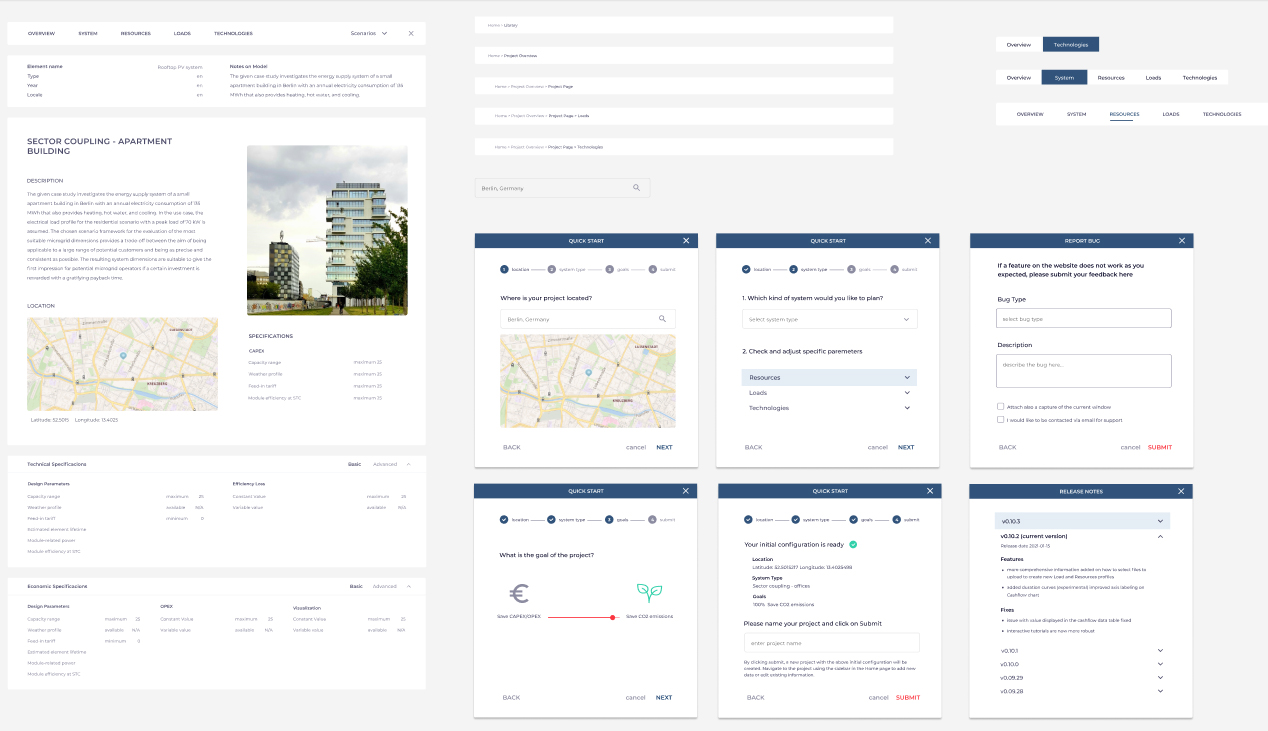 OVERVIEW SYSTEM RESOURCES LOADS TECHNOLOGIES Scenarios
Element name Rooftop PV system
Type en
Year en
Locale en
Notes on Model
The given case study investigates the energy supply system of a small
apartment building in Berlin with an annual electricity consumption of 118
MWh that also provides heating, hot water, and cooling.
SECTOR COUPLING - APARTMENT
BUILDING
DESCRIPTION
The given case study investigates the energy supply system of a small
apartment building in Berlin with an annual electricity consumption of 118
MWh that also provides heating, hot water, and cooling. In the use case, the
electrical load profile for the residential scenario with a peak load of 70 kW is
assumed. The chosen scenario framework for the evaluation of the most
suitable microgrid dimensions provides a trade off between the aim of being
applicable to a large range of potential customers and being as precise and
consistent as possible. The resulting system dimensions are suitable to give the
first impression for potential microgrid operators if a certain investment is
rewarded with a gratifying payback time.
LOCATION
LUISENSTADT
KREUZBERG
Latitude: 52.5015 Longitude: 13.4025
SPECIFICATIONS
CAPEX
Capacity range maximum 25
Weather profile maximum 25
Feed-in tariff maximum 25
Module efficiency at STC maximum 25
Technical Specificacions Basic Advanced
Design Parameters
Capacity range maximum 25
Weather profile available N/A
Feed-in tariff minimum 0
Estimated element lifetime
Module-related power
Module efficiency at STC
Efficiency Loss
Constant Value maximum 25
Variable value available N/A
Economic Specificacions Basic Advanced
Design Parameters
Capacity range maximum 25
Weather profile available N/A
Feed-in tariff minimum 0
Estimated element lifetime
Module-related power
Module efficiency at STC
OPEX
Constant Value maximum 25
Variable value available N/A
Visualization
Constant Value maximum 25
Variable value available N/A
Home > Library
Home > Project Overview
Home > Project Overview > Project Page
Home > Project Overview > Project Page > Loads
Home > Project Overview > Project Page > Technologies
Berlin, Germany
Overview Technologies
Overview System Resources Loads Technologies
OVERVIEW SYSTEM RESOURCES LOADS TECHNOLOGIES
QUICK START
1 location 2 system type 3 goals 4 submit
Where is your project located?
Berlin, Germany
LUISENSTADT
KREUZBERG
BACK cancel NEXT
QUICK START
location 2 system type 3 goals 4 submit
1. Which kind of system would you like to plan?
Select system type
2. Check and adjust specific paremeters
Resources
Loads
Technologies
BACK cancel NEXT
REPORT BUG
If a feature on the website does not work as you
expected, please submit your feedback here
Bug Type
select bug type
Description
describe the bug here...
Attach also a capture of the current window
I would like to be contacted via email for support
BACK cancel SUBMIT
QUICK START
location system type 3 goals 4 submit
What is the goal of the project?
€
Save CAPEX/OPEX Save CO2 emissions
BACK cancel NEXT
QUICK START
location system type goals 4 submit
Your initial configuration is ready
Location
Latitude: 52.5015217 Longitude: 13.4025498
System Type
Sector coupling - offices
Goals
100% Save CO2 emissions
Please name your project and click on Submit
enter project name
By clicking submit, a new project with the above initial configuration will be
created. Navigate to the project using the sidebar in the Home page to add new
data or edit existing information.
BACK cancel SUBMIT
RELEASE NOTES
v0.10.3
v0.10.2 (current version)
Release date 2021-01-15
Features
• more comprehensive information added on how to select files to
upload to create new Load and Resources profiles
• added duration curves (experimental) improved axis labeling on
Cashflow chart
Fixes
• issue with value displayed in the cashflow data table fixed
• interactive tutorials are now more robust
v0.10.1
v0.10.0
v0.09.29
v0.09.28